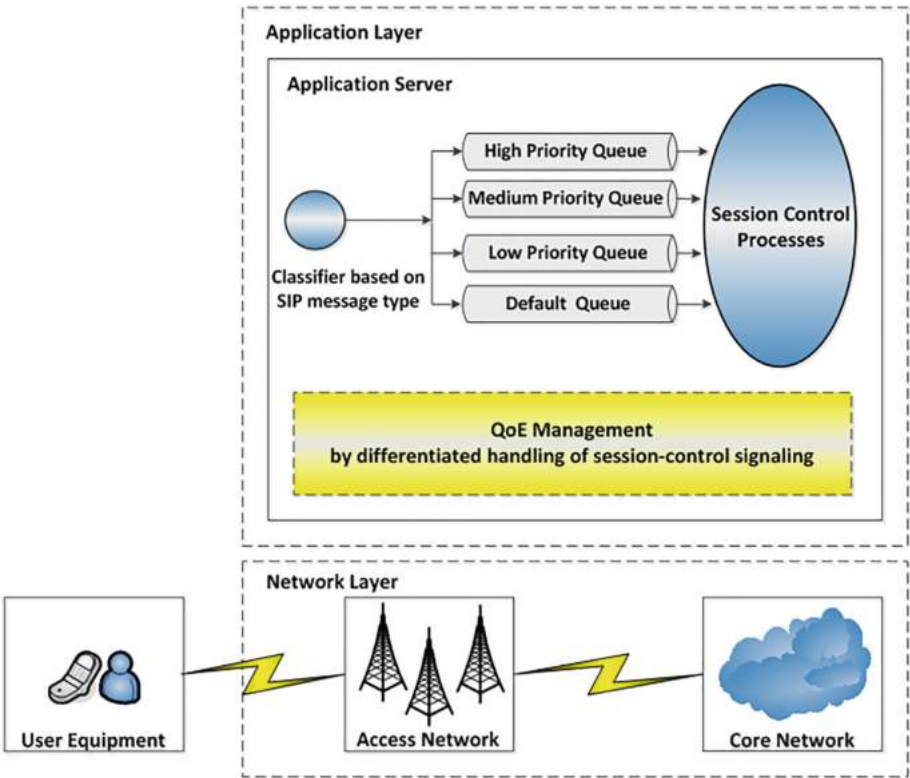 Application Layer
Application Server
High Priority Queue
Medium Priority Queue
Low Priority Queue
Default Queue
Classifier based on
SIP message type
Session Control
Processes
QoE Management
by differentiated handling of session-control signaling
Network Layer
User Equipment
Access Network
Core Network